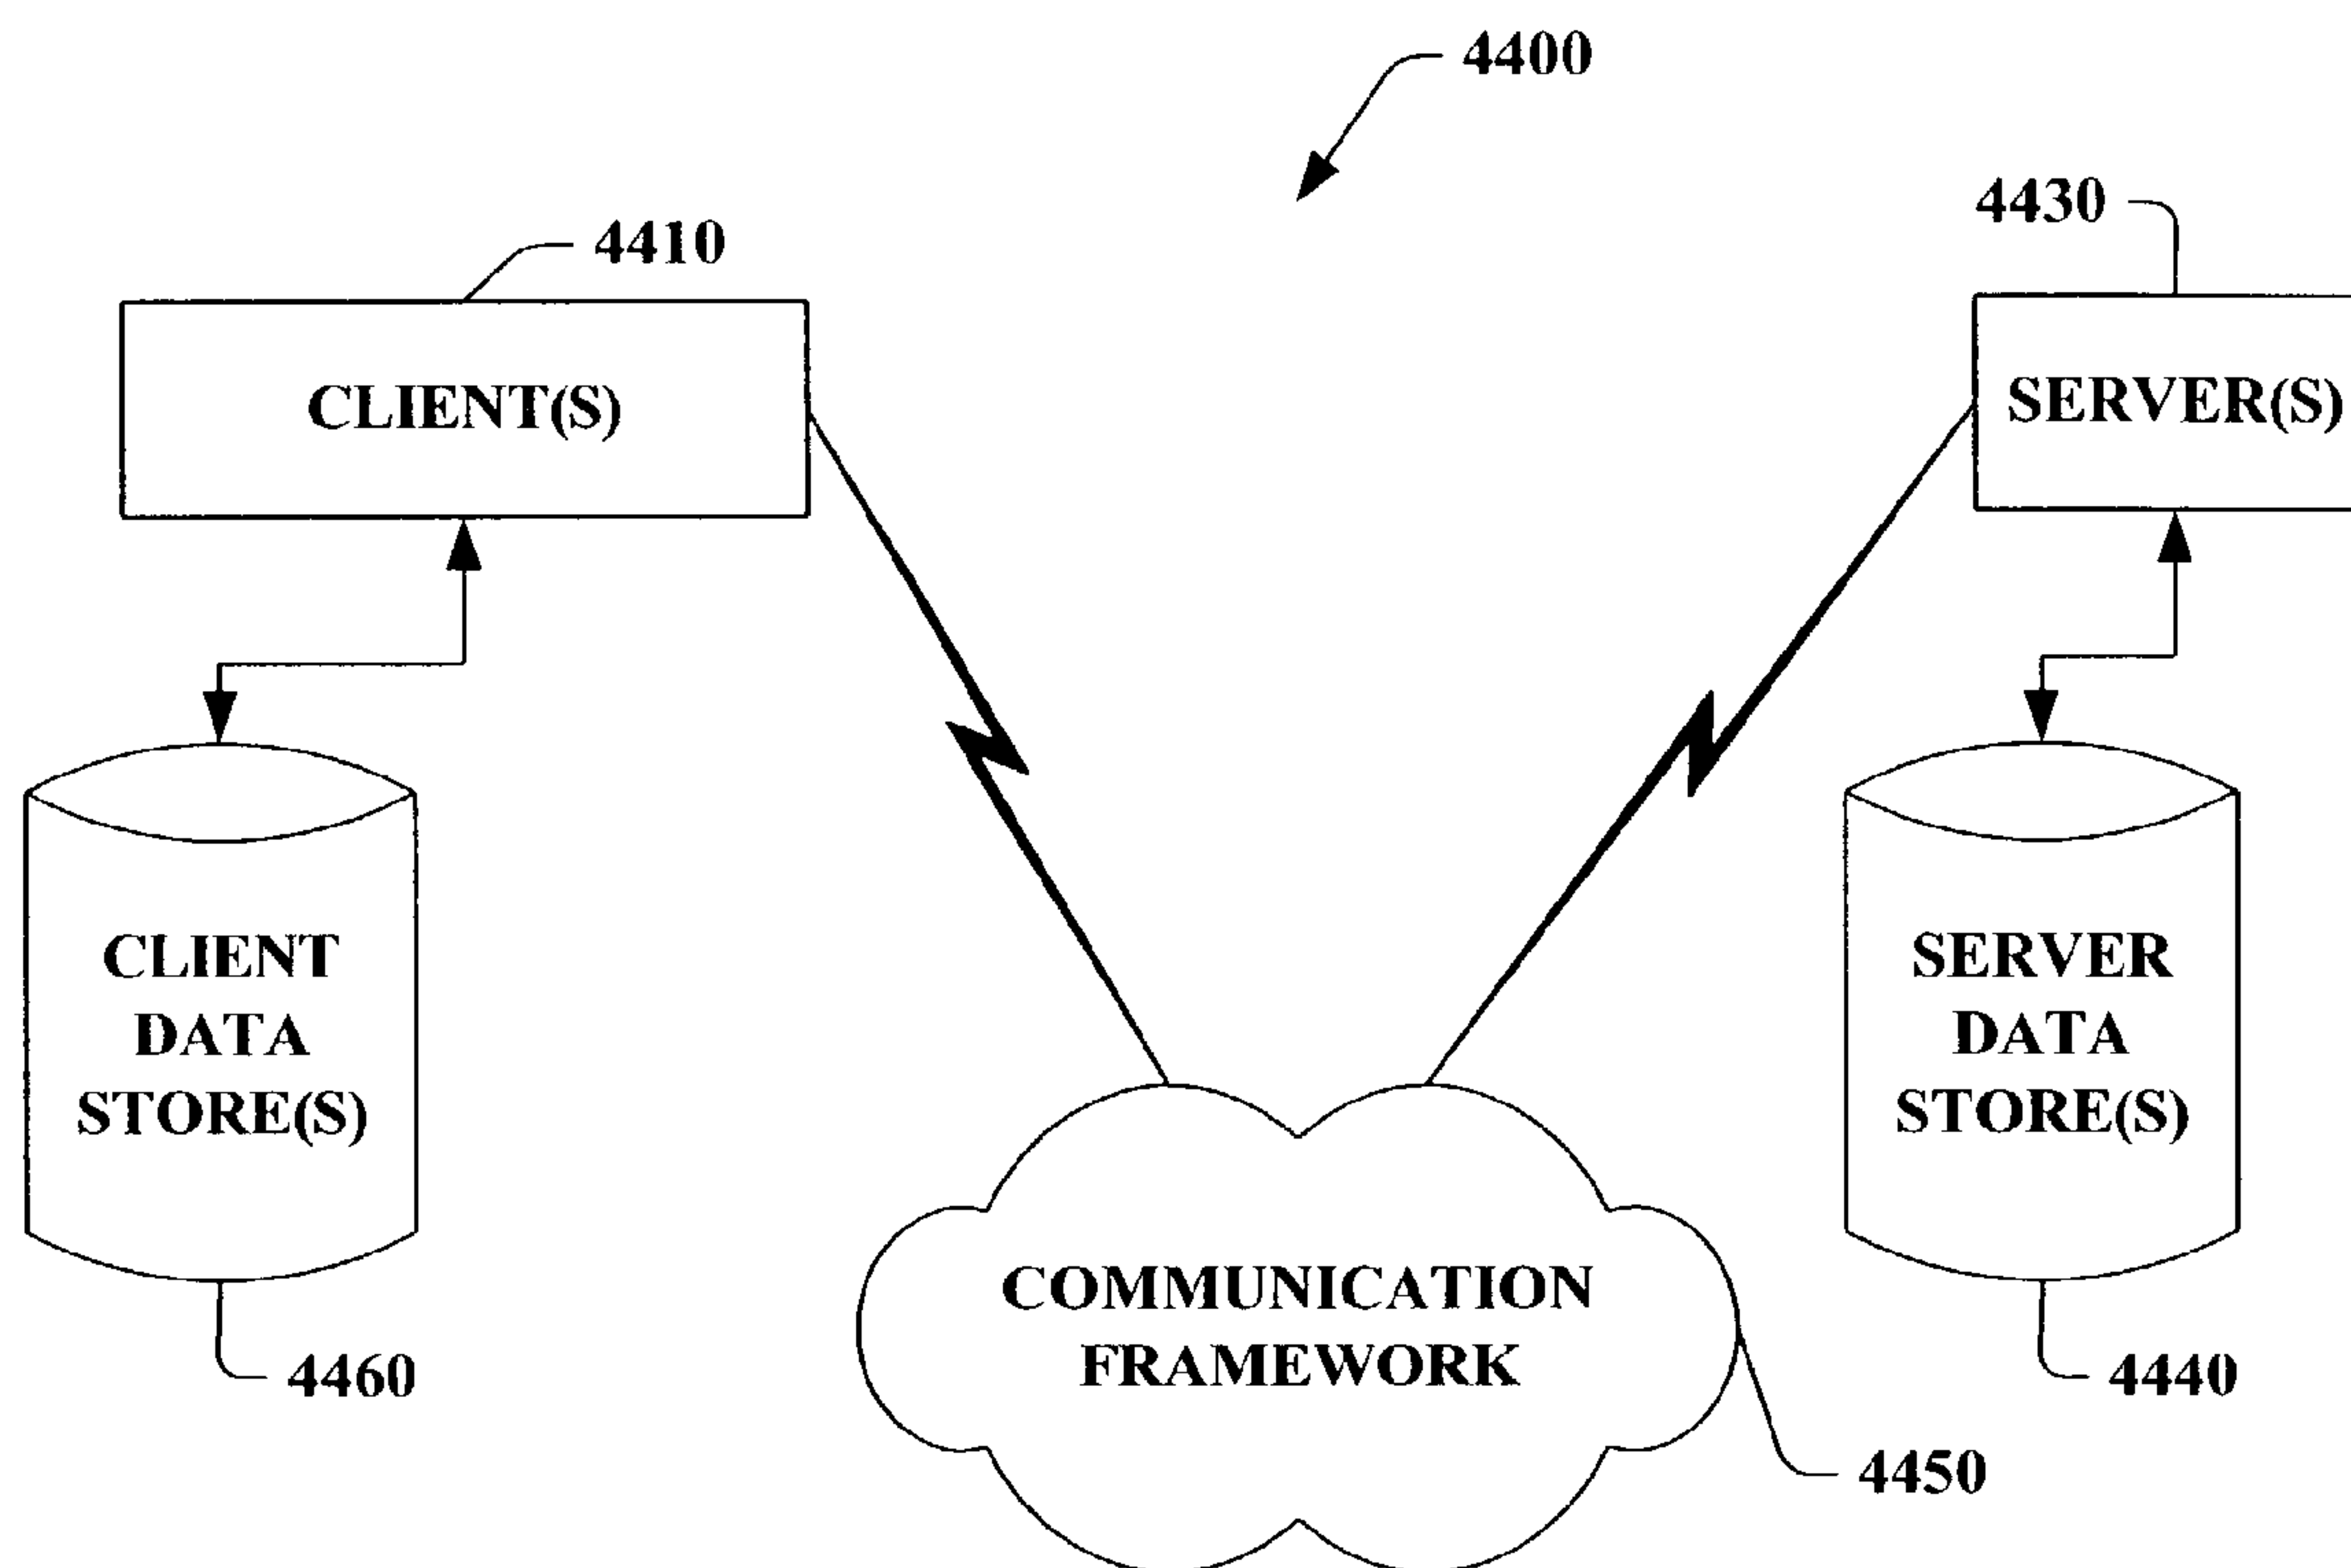 4400
4410
4430
CLIENT(S)
SERVER(S)
CLIENT
DATA
STORE(S)
SERVER
DATA
STORE(S)
COMMUNICATION
FRAMEWORK
4460
4440
4450